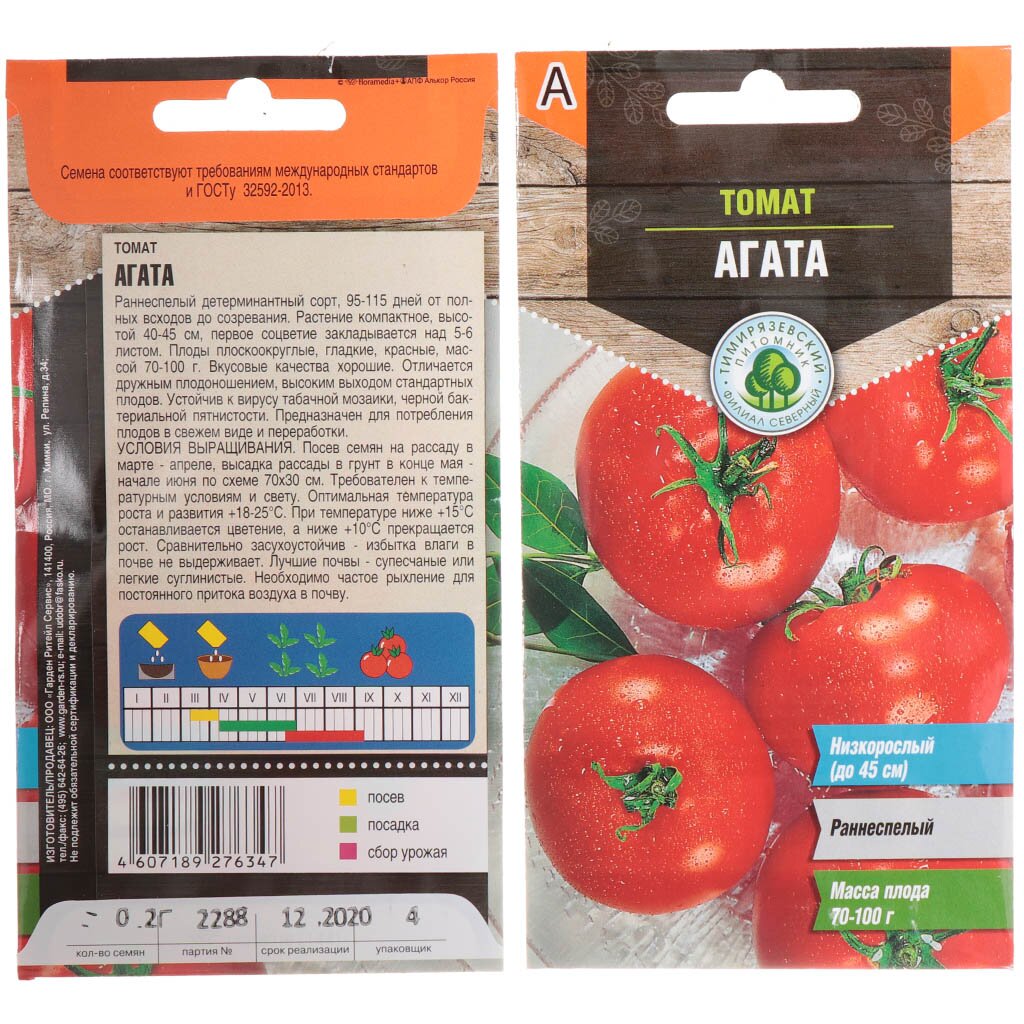 © floramedia + АПФ Алькор Россия
Семена соответствуют требованиям международных стандартов
и ГОСТу 32592-2013.
ТОМАТ
АГАТА
Раннеспелый детерминантный сорт, 95-115 дней от пол-
ных всходов до созревания. Растение компактное, высо-
той 40-45 см, первое соцветие закладывается над 5-6
листом. Плоды плоскоокруглые, гладкие, красные, мас-
сой 70-100 г. Вкусовые качества хорошие. Отличается
дружным плодоношением, высоким выходом стандартных
плодов. Устойчив к вирусу табачной мозаики, черной бак-
териальной пятнистости. Предназначен для потребления
плодов в свежем виде и переработки.
УСЛОВИЯ ВЫРАЩИВАНИЯ. Посев семян на рассаду в
марте - апреле, высадка рассады в грунт в конце мая -
начале июня по схеме 70х30 см. Требователен к темпе-
ратурным условиям и свету. Оптимальная температура
роста и развития +18-25°С. При температуре ниже +15°С
останавливается цветение, а ниже +10°С прекращается
рост. Сравнительно засухоустойчив - избытка влаги в
почве не выдерживает. Лучшие почвы - супесчаные или
легкие суглинистые. Необходимо частое рыхление для
постоянного притока воздуха в почву.
I II III IV V VI VII VIII IX X XI XII
посев
посадка
сбор урожая
4 607189 276347
0.2г 2288 12.2020 4
кол-во семян партия № срок реализации упаковщик
ИЗГОТОВИТЕЛЬ/ПРОДАВЕЦ: ООО «Гарден Ритейл Сервис», 141400, Россия, МО, г. Химки, ул. Репина, д.34;
тел./факс: (495) 642-64-26; www.garden-rs.ru; e-mail: udobr@fasko.ru.
Не подлежит обязательной сертификации и декларированию.
А
ТОМАТ
АГАТА
ТИМИРЯЗЕВСКИЙ
ПИТОМНИК
ФИЛИАЛ СЕВЕРНЫЙ
Низкорослый
(до 45 см)
Раннеспелый
Масса плода
70-100 г